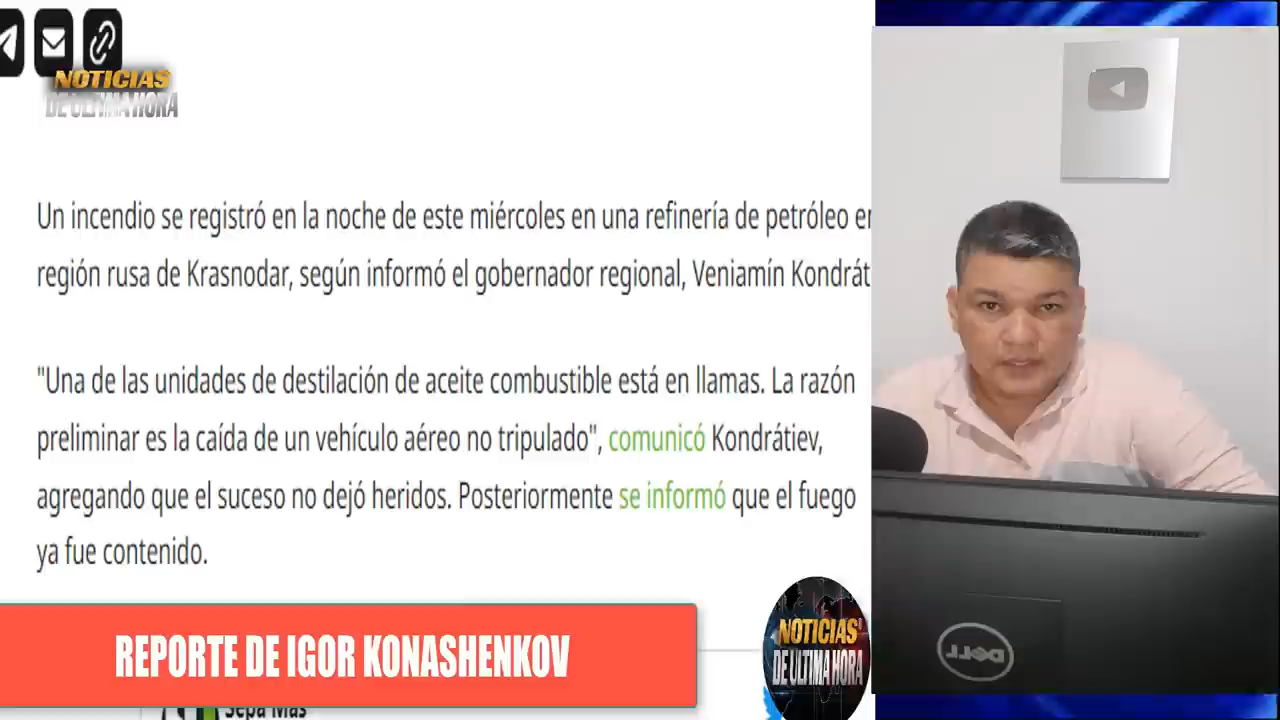 NOTICIAS
DE ULTIMA HORA
Un incendio se registró en la noche de este miércoles en una refinería de petróleo
región rusa de Krasnodar, según informó el gobernador regional, Veniamín Kondrát
"Una de las unidades de destilación de aceite combustible está en llamas. La razón
preliminar es la caída de un vehículo aéreo no tripulado", comunicó Kondrátiev,
agregando que el suceso no dejó heridos. Posteriormente se informó que el fuego
ya fue contenido.
REPORTE DE IGOR KONASHENKOV
NOTICIAS
DE ULTIMA HORA
Sepa Más
DELL